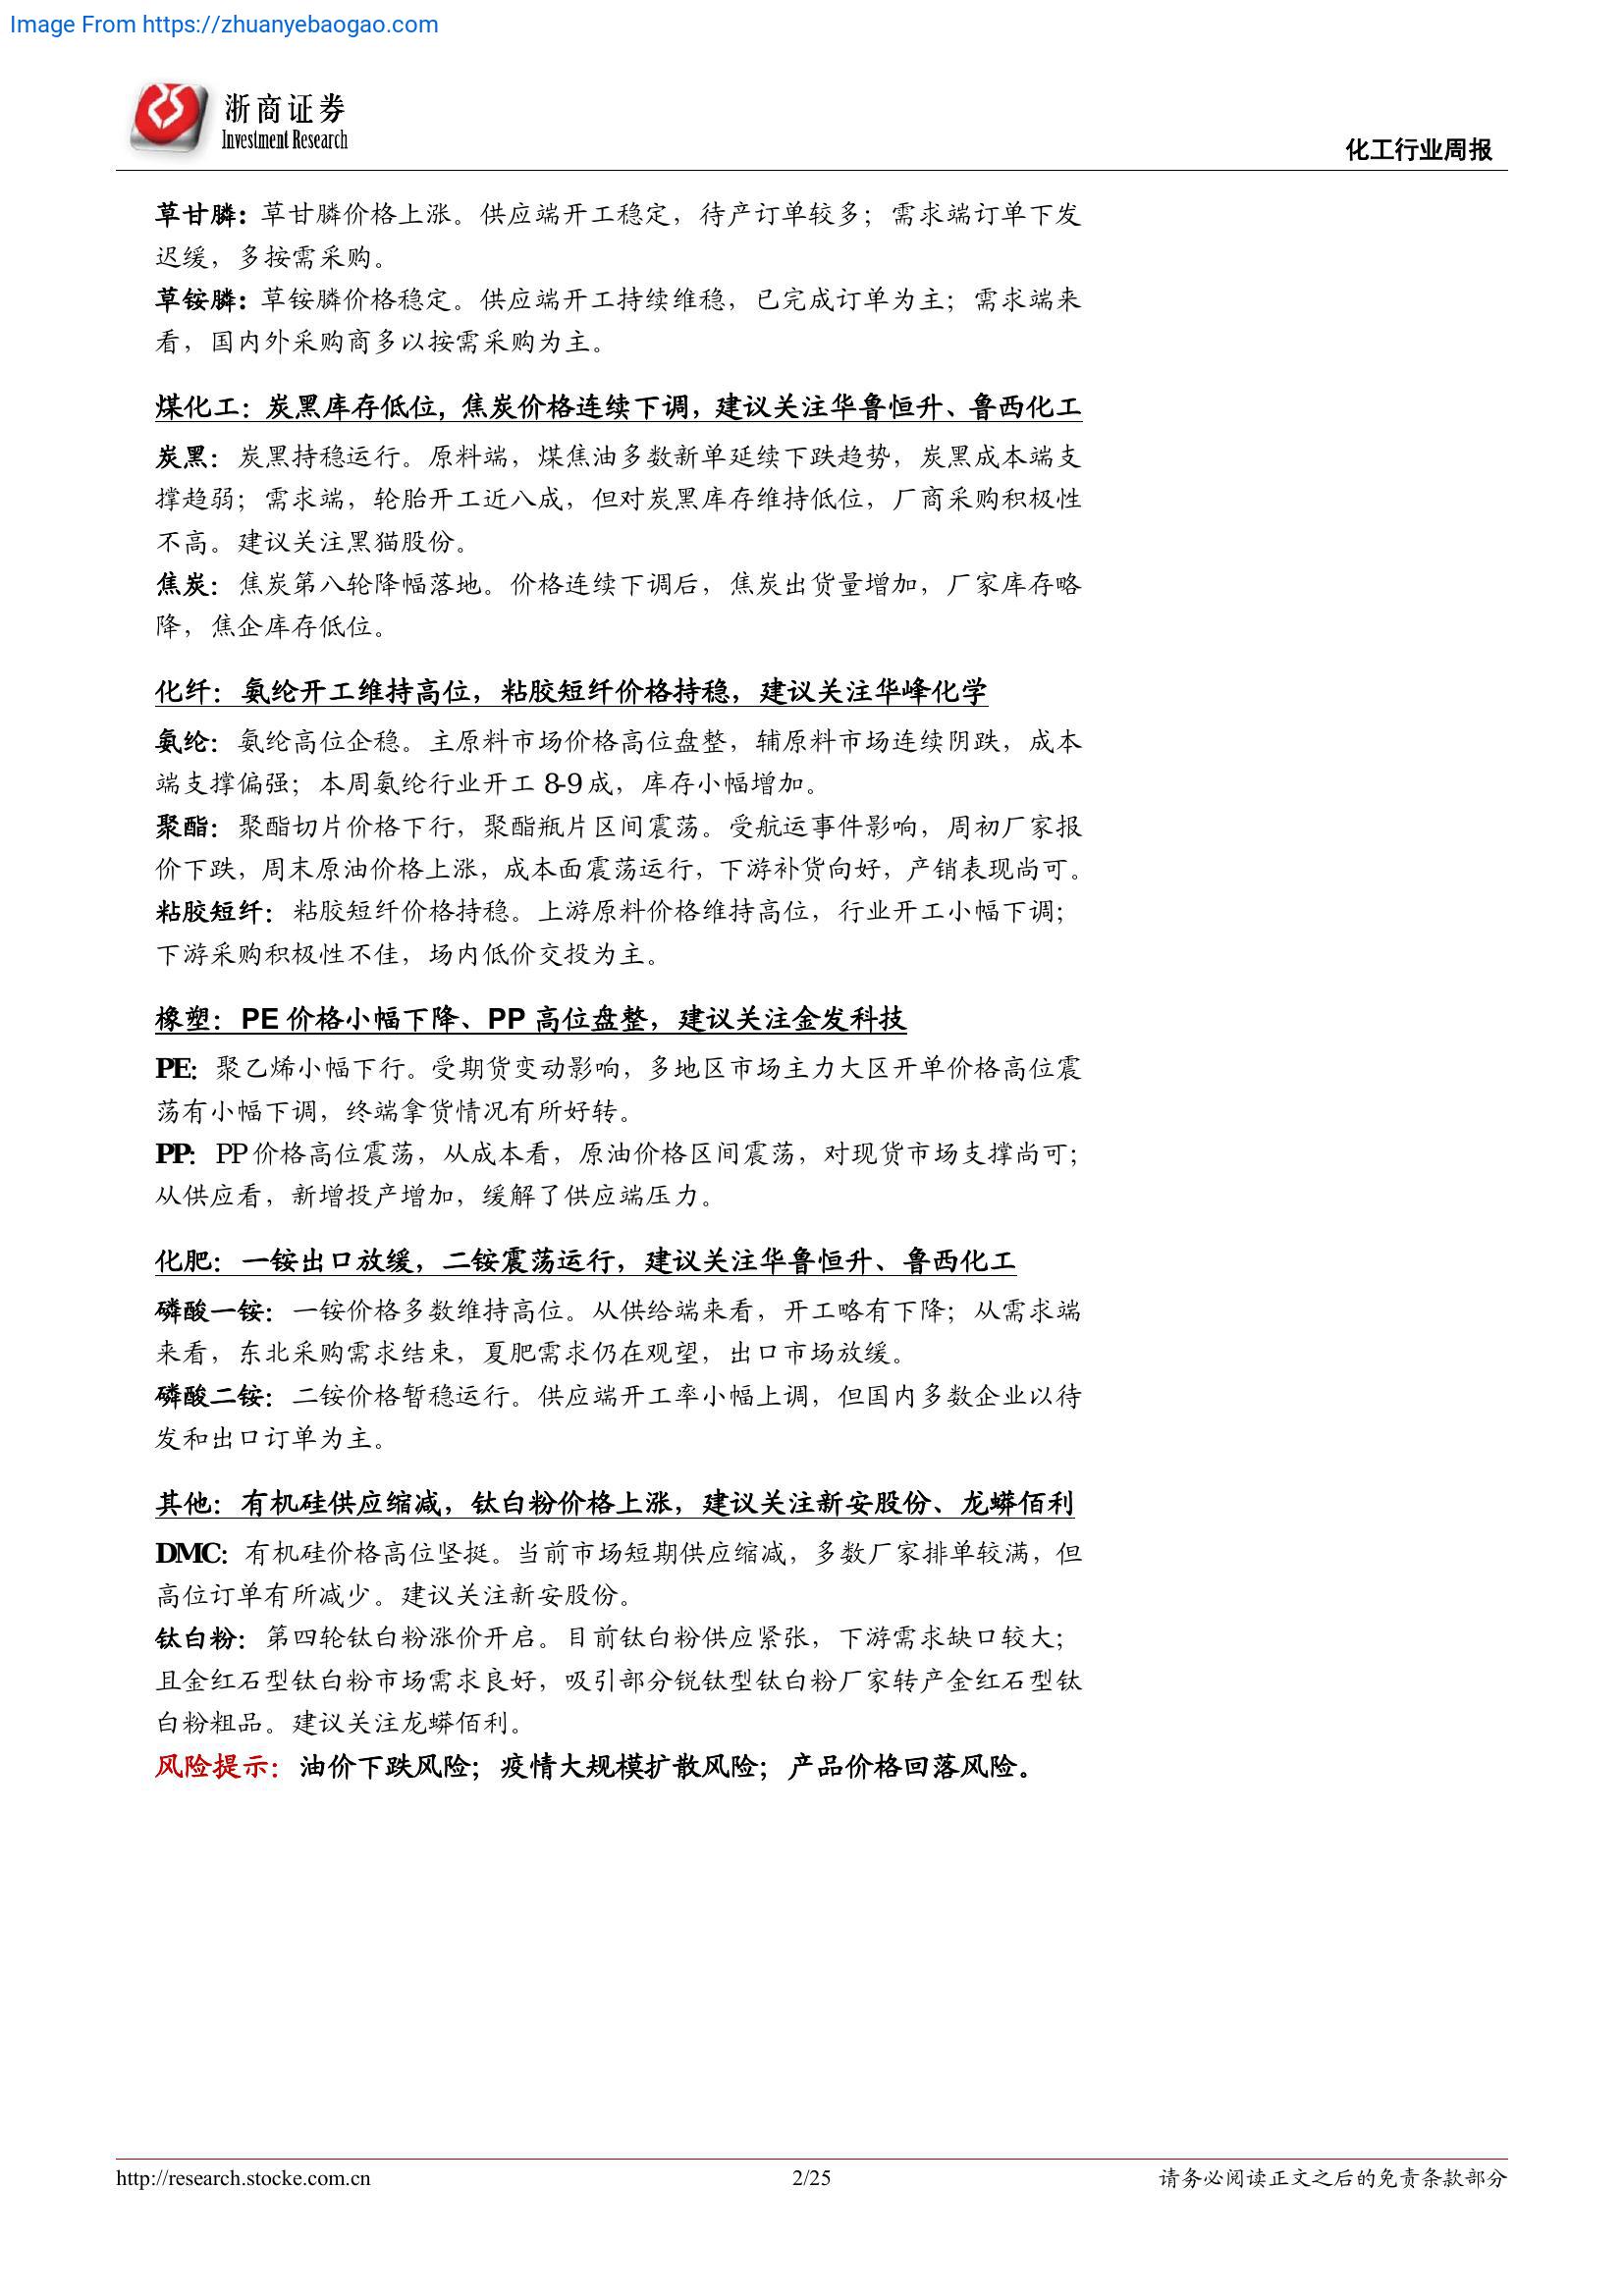 Image From https://zhuanyebaogao.com
浙商证券
Investment Research
化工行业周报
草甘膦：草甘膦价格上涨。供应端开工稳定，待产订单较多；需求端订单下发
迟缓，多按需采购。
草铵膦：草铵膦价格稳定。供应端开工持续维稳，已完成订单为主；需求端来
看，国内外采购商多以按需采购为主。
煤化工：炭黑库存低位，焦炭价格连续下调，建议关注华鲁恒升、鲁西化工
炭黑：炭黑持稳运行。原料端，煤焦油多数新单延续下跌趋势，炭黑成本端支
撑趋弱；需求端，轮胎开工近八成，但对炭黑库存维持低位，厂商采购积极性
不高。建议关注黑猫股份。
焦炭：焦炭第八轮降幅落地。价格连续下调后，焦炭出货量增加，厂家库存略
降，焦企库存低位。
化纤：氨纶开工维持高位，粘胶短纤价格持稳，建议关注华峰化学
氨纶：氨纶高位企稳。主原料市场价格高位盘整，辅原料市场连续阴跌，成本
端支撑偏强；本周氨纶行业开工 8-9 成，库存小幅增加。
聚酯：聚酯切片价格下行，聚酯瓶片区间震荡。受航运事件影响，周初厂家报
价下跌，周末原油价格上涨，成本面震荡运行，下游补货向好，产销表现尚可。
粘胶短纤：粘胶短纤价格持稳。上游原料价格维持高位，行业开工小幅下调；
下游采购积极性不佳，场内低价交投为主。
橡塑：PE 价格小幅下降、PP 高位盘整，建议关注金发科技
PE：聚乙烯小幅下行。受期货变动影响，多地区市场主力大区开单价格高位震
荡有小幅下调，终端拿货情况有所好转。
PP：PP 价格高位震荡，从成本看，原油价格区间震荡，对现货市场支撑尚可；
从供应看，新增投产增加，缓解了供应端压力。
化肥：一铵出口放缓，二铵震荡运行，建议关注华鲁恒升、鲁西化工
磷酸一铵：一铵价格多数维持高位。从供给端来看，开工略有下降；从需求端
来看，东北采购需求结束，夏肥需求仍在观望，出口市场放缓。
磷酸二铵：二铵价格暂稳运行。供应端开工率小幅上调，但国内多数企业以待
发和出口订单为主。
其他：有机硅供应缩减，钛白粉价格上涨，建议关注新安股份、龙蟒佰利
DMC：有机硅价格高位坚挺。当前市场短期供应缩减，多数厂家排单较满，但
高位订单有所减少。建议关注新安股份。
钛白粉：第四轮钛白粉涨价开启。目前钛白粉供应紧张，下游需求缺口较大；
且金红石型钛白粉市场需求良好，吸引部分锐钛型钛白粉厂家转产金红石型钛
白粉粗品。建议关注龙蟒佰利。
风险提示：油价下跌风险；疫情大规模扩散风险；产品价格回落风险。
http://research.stocke.com.cn
2/25
请务必阅读正文之后的免责条款部分